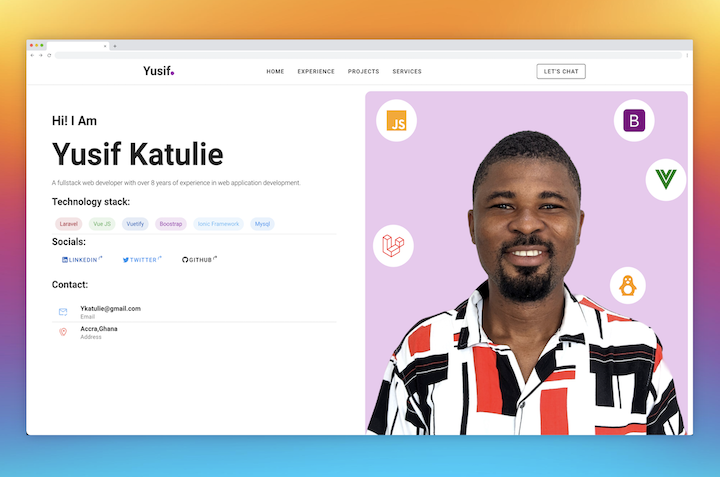 Yusif.
HOME EXPERIENCE PROJECTS SERVICES
LET'S CHAT
Hi! I Am
Yusif Katulie
A fullstack web developer with over 8 years of experience in web application development.
Technology stack:
Laravel Vue JS Vuetify Boostrap Ionic Framework Mysql
Socials:
LINKEDIN TWITTER GITHUB
Contact:
Ykatulie@gmail.com
Email
Accra,Ghana
Address
JS
B